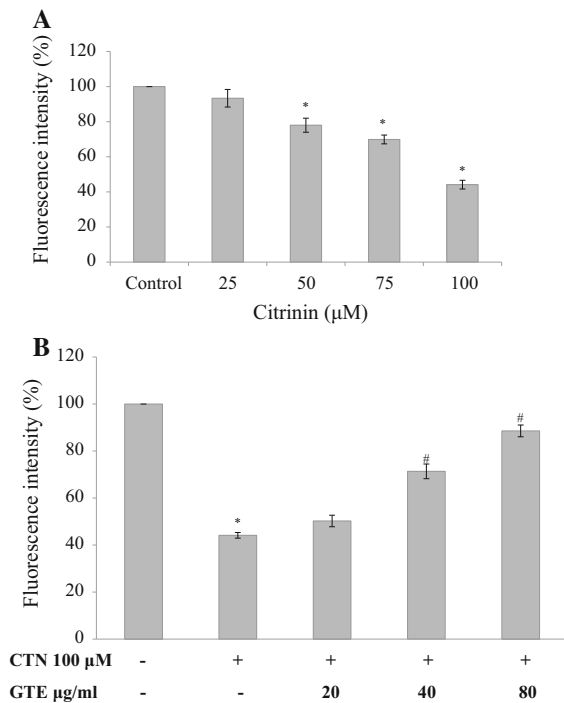 A
Fluorescence intensity (%)
120
100
80
60
40
20
0
*
*
*
Control 25 50 75 100
Citrinin (μM)
B
Fluorescence intensity (%)
120
100
80
60
40
20
0
*
#
#
CTN 100 μM - + + + +
GTE μg/ml - - 20 40 80